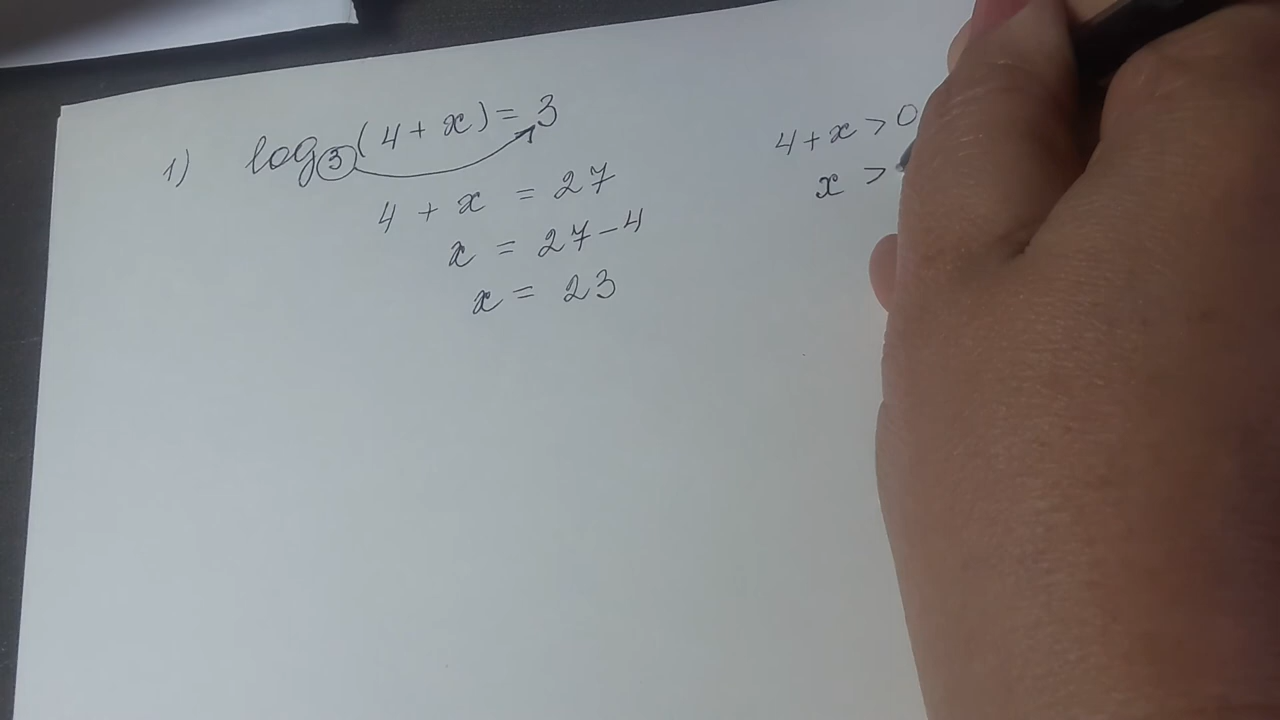 1) log₃(4+x)=3
4+x=27
x=27-4
x=23
4+x>0
x>